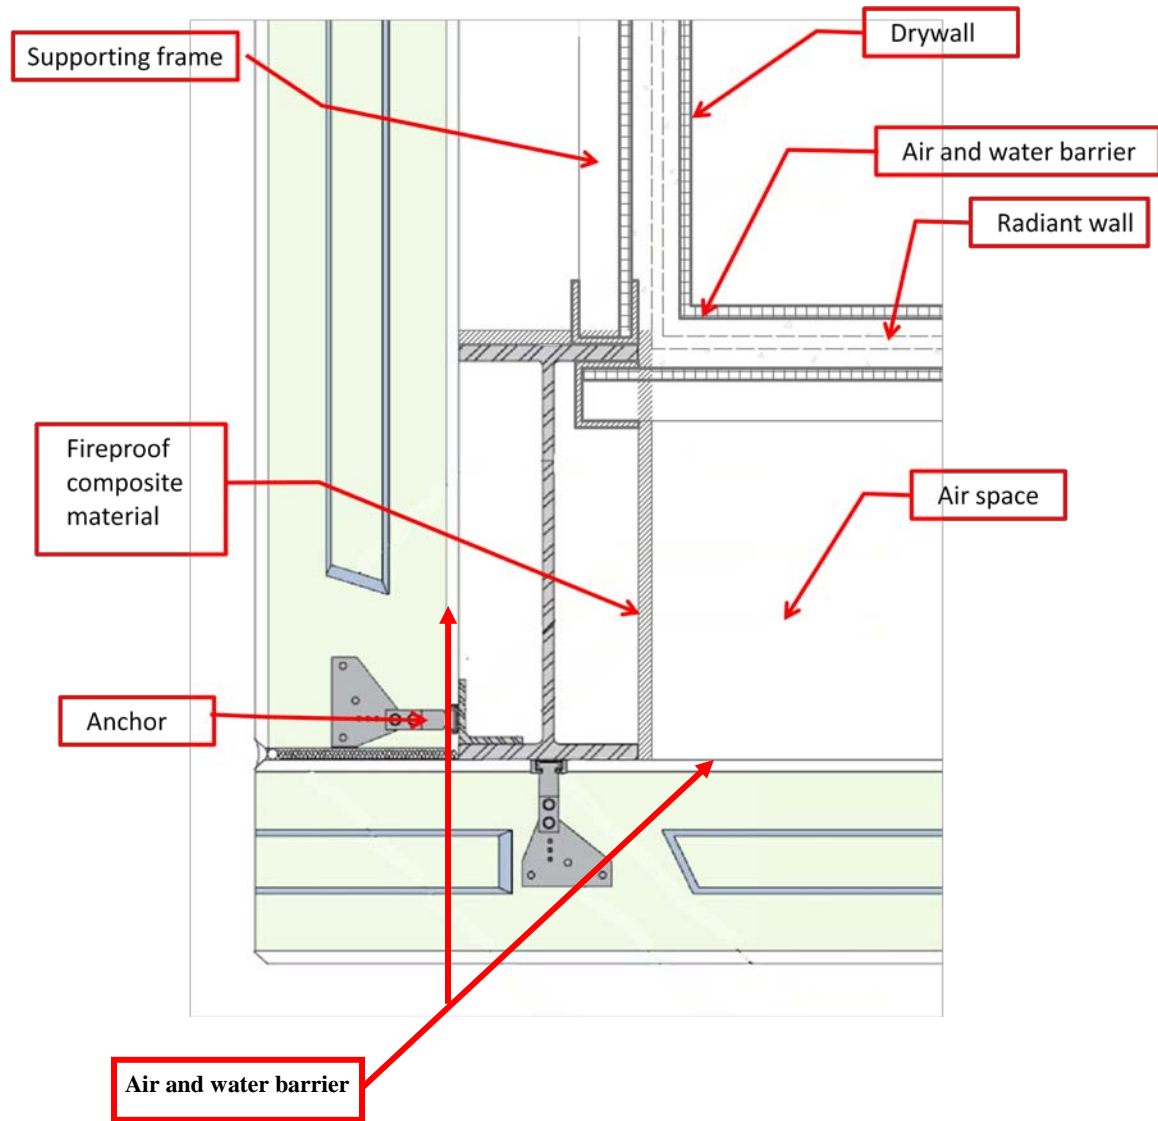 Supporting frame
Drywall
Air and water barrier
Radiant wall
Fireproof
composite
material
Air space
Anchor
Air and water barrier